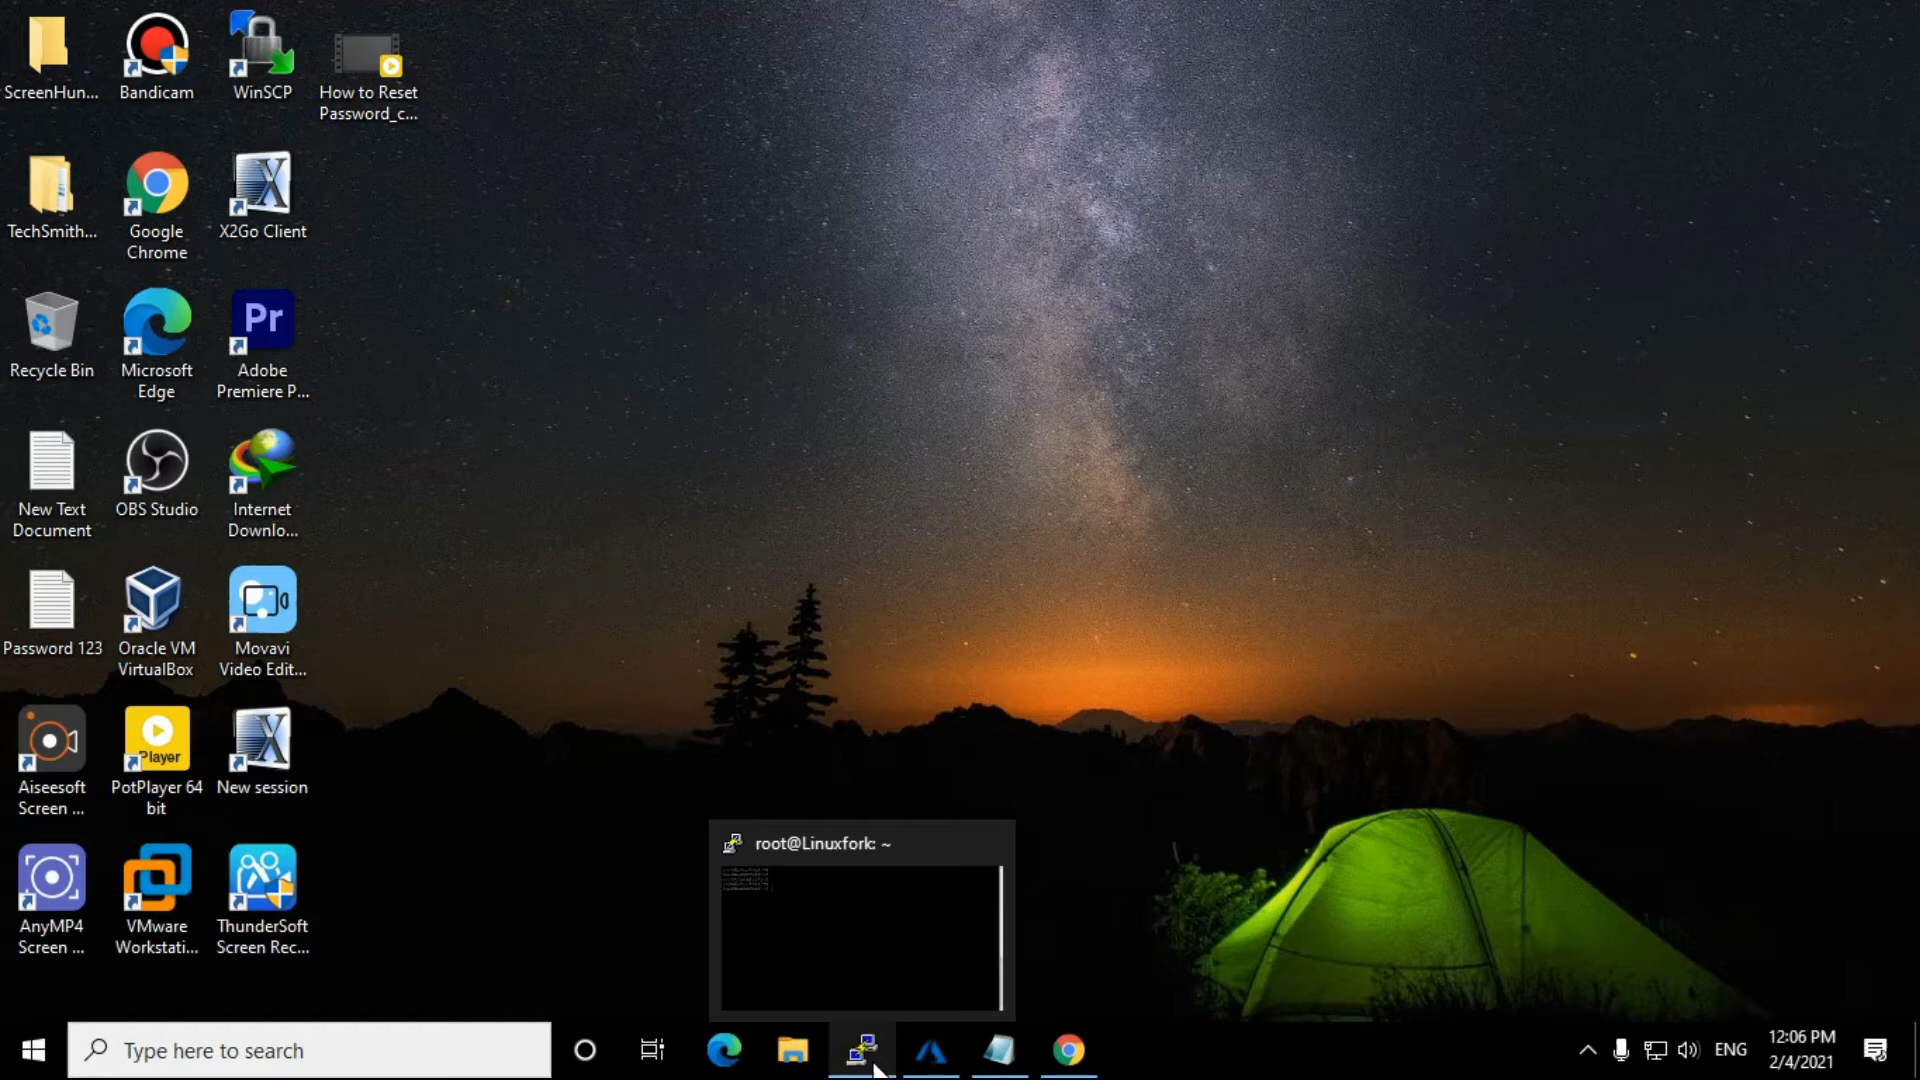 ScreenHun...
Bandicam
WinSCP
How to Reset
Password_c...
TechSmith...
Google
Chrome
X2Go Client
Recycle Bin
Microsoft
Edge
Pr
Adobe
Premiere P...
New Text
Document
OBS Studio
Internet
Downlo...
Password 123
Oracle VM
VirtualBox
Movavi
Video Edit...
Aiseesoft
Screen ...
Player
PotPlayer 64
bit
New session
AnyMP4
Screen ...
VMware
Workstati...
ThunderSoft
Screen Rec...
root@Linuxfork: ~
Type here to search
ENG
12:06 PM
2/4/2021